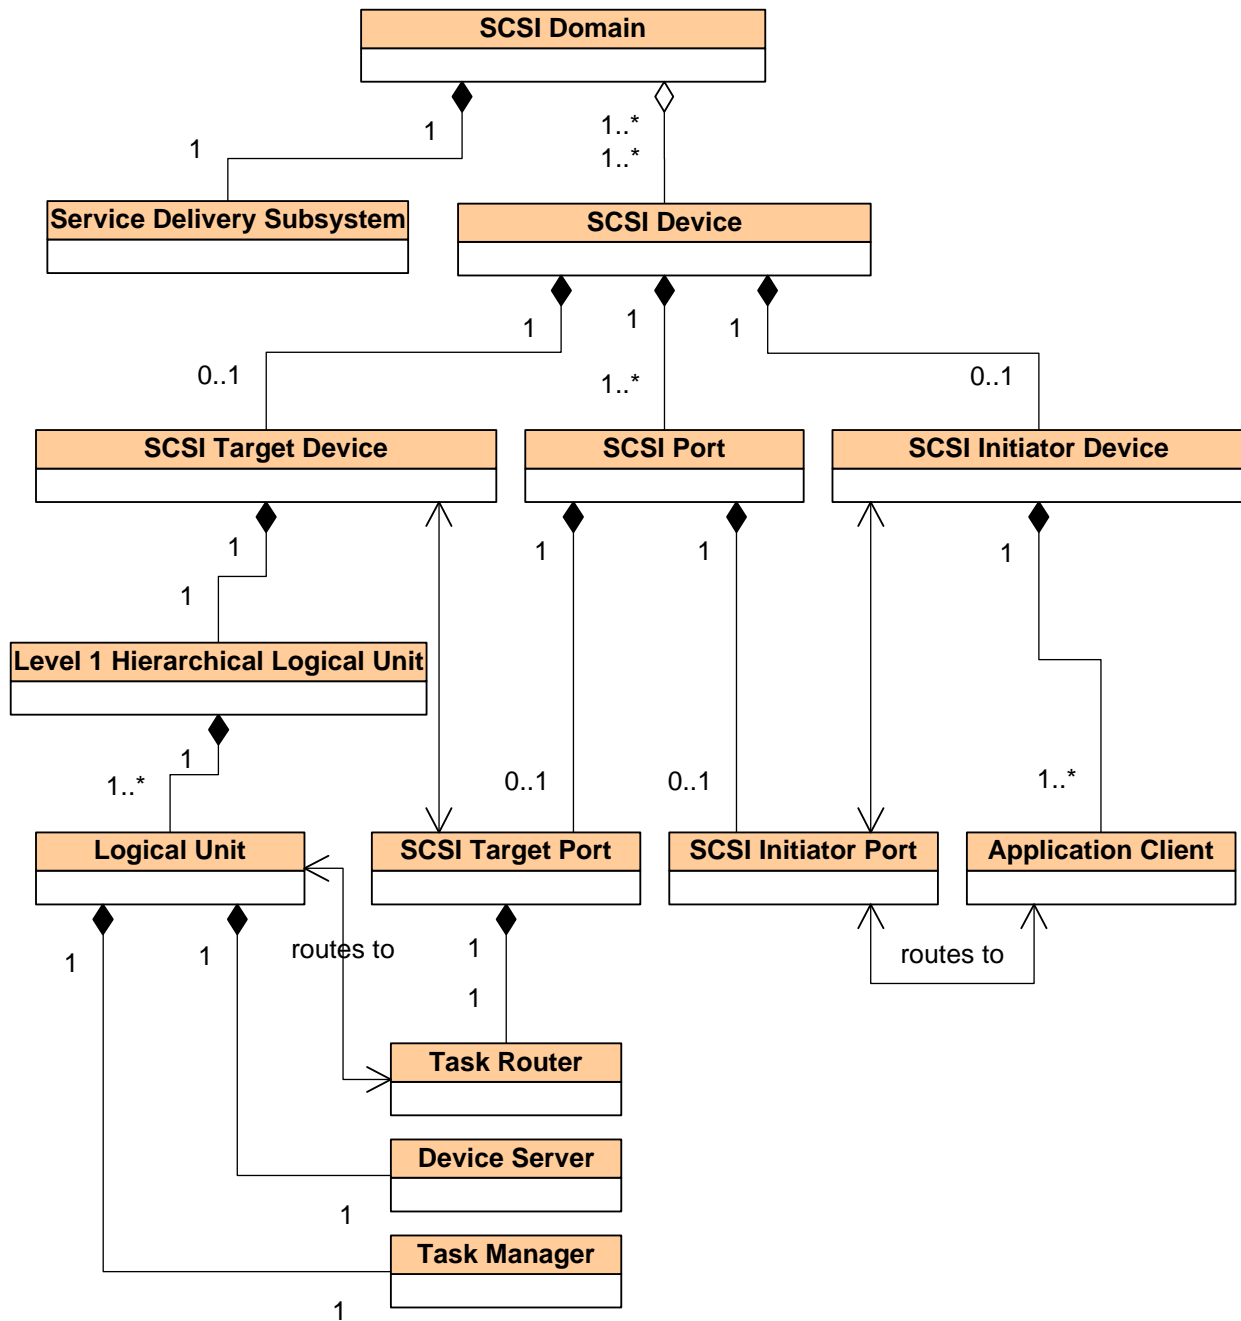 SCSI Domain
1
1..*
1
1..*
Service Delivery Subsystem
SCSI Device
1
1
1
0..1
1..*
0..1
SCSI Target Device
SCSI Port
SCSI Initiator Device
1
1
1
1
1
Level 1 Hierarchical Logical Unit
1
1..*
0..1
0..1
1..*
Logical Unit
SCSI Target Port
SCSI Initiator Port
Application Client
1
1
routes to
1
routes to
1
Task Router
Device Server
1
Task Manager
1